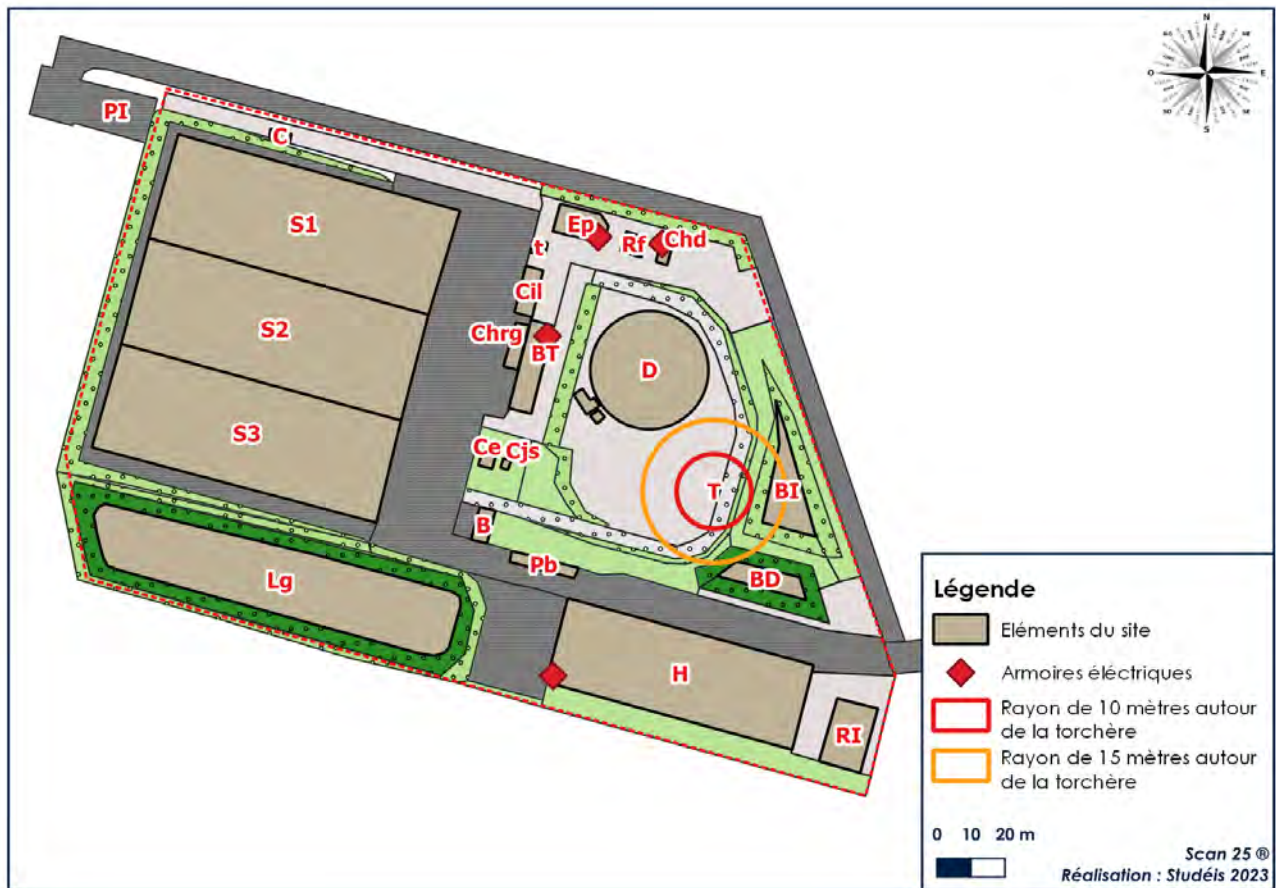 N
O
E
S
PI
C
S1
Ep
Rf
Chd
t
Cil
S2
Chrg
BT
D
S3
Ce
Cjs
T
BI
B
Pb
BD
Lg
H
RI
Légende
Eléments du site
Armoires éléctriques
Rayon de 10 mètres autour
de la torchère
Rayon de 15 mètres autour
de la torchère
0 10 20 m
Scan 25 ®
Réalisation : Studéis 2023